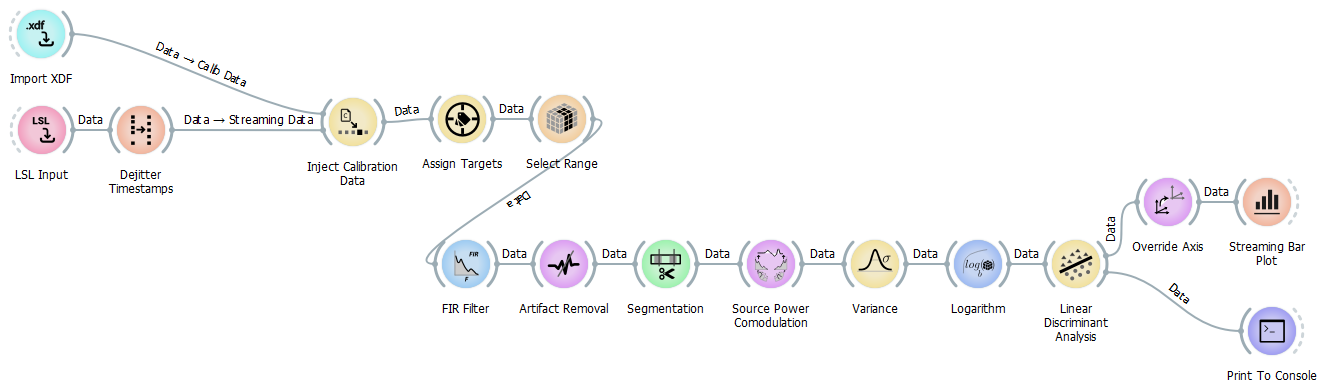 .xdf
Import XDF
Data → Calib Data
LSL
LSL Input
Data
Dejitter
Timestamps
Data → Streaming Data
C
Inject Calibration
Data
Data
Assign Targets
Data
Select Range
Data
FIR
F
FIR Filter
Data
Artifact Removal
Data
Segmentation
Data
Source Power
Comodulation
Data
σ
Variance
Data
log b
Logarithm
Data
Linear
Discriminant
Analysis
Data
Override Axis
Data
Streaming Bar
Plot
Data
>_
Print To Console